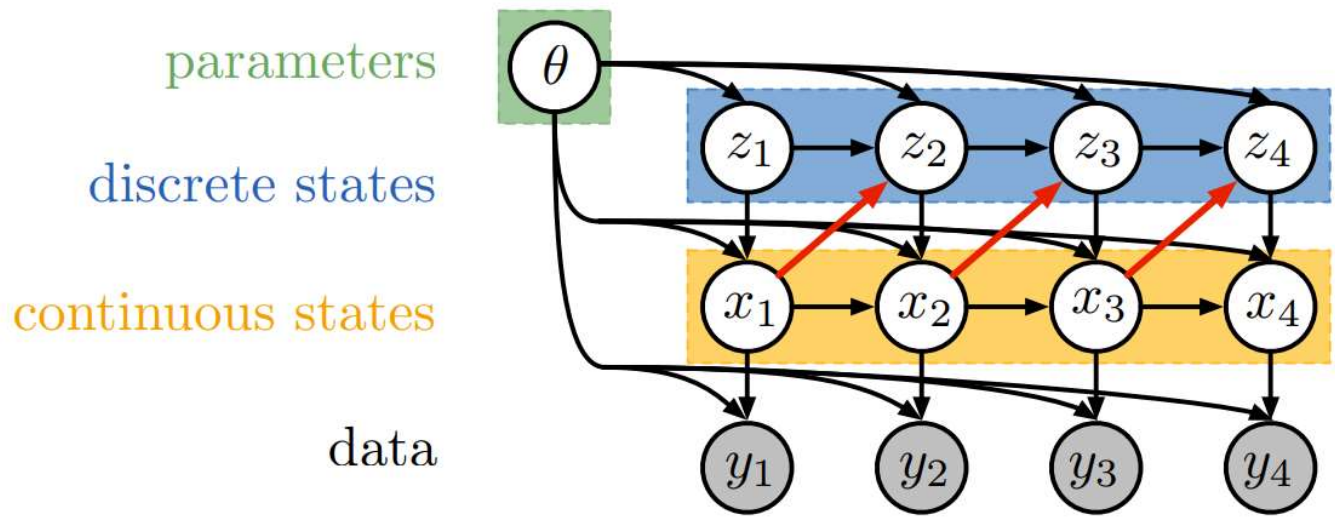 parameters θ
z₁ z₂ z₃ z₄
discrete states
continuous states x₁ x₂ x₃ x₄
data y₁ y₂ y₃ y₄